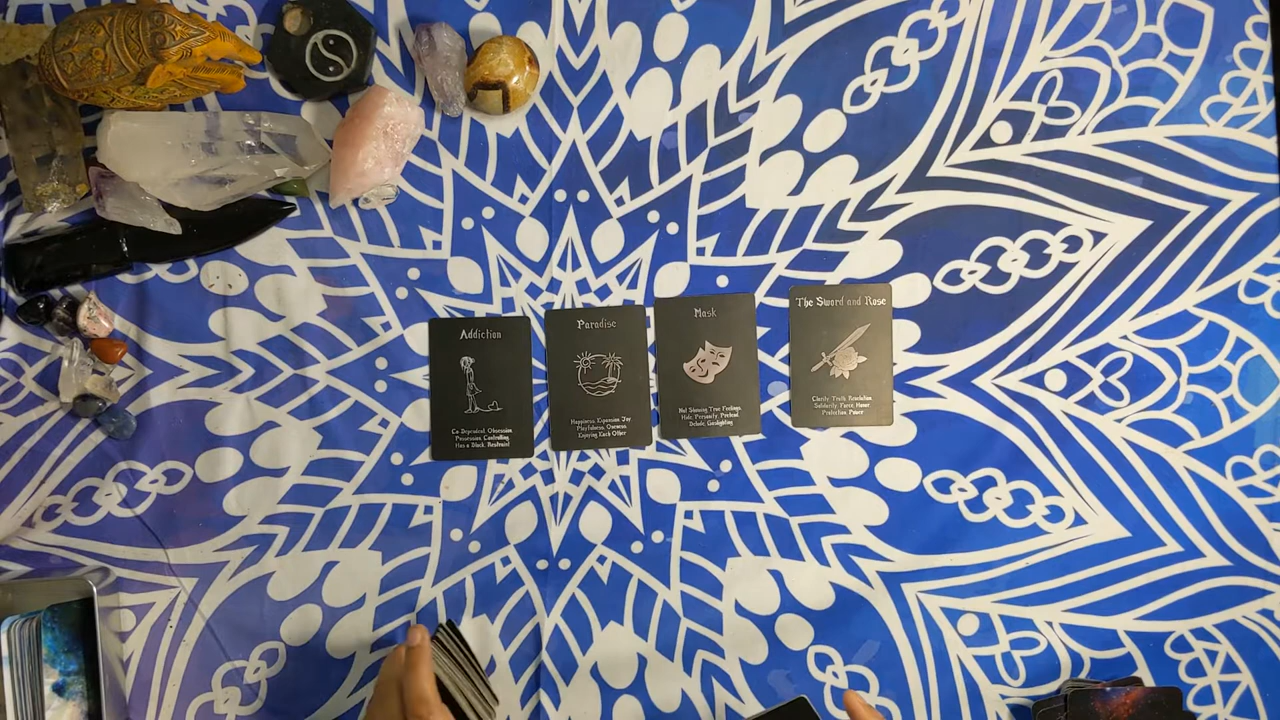 Addiction
Co-Dependent, Obsession
Possession, Controlling
Has a Block, Restraint
Paradise
Happiness, Expansion, Joy
Playfulness, Oneness
Enjoying Each Other
Mask
Not Showing True Feelings
Hide, Persona, Pretend
Delude, Gaslighting
The Sword and Rose
Clarity, Truth, Resolution
Solidarity, Force, Honor
Protection, Power